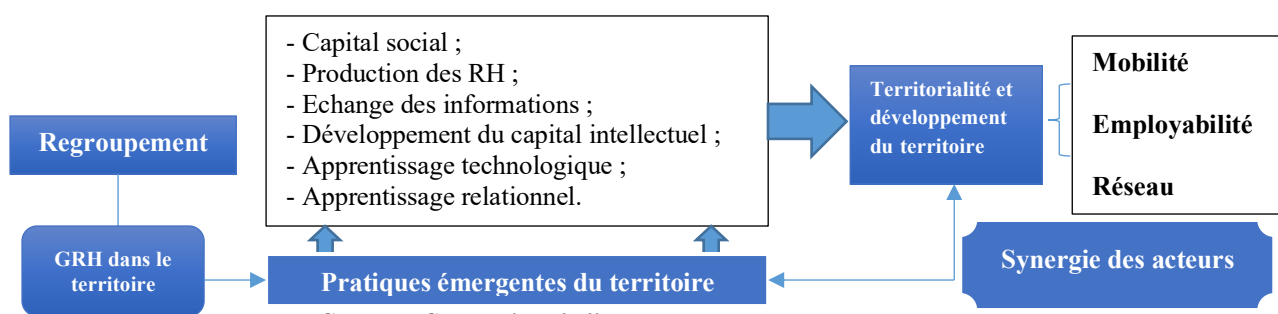 Regroupement
GRH dans le
territoire
- Capital social ;
- Production des RH ;
- Echange des informations ;
- Développement du capital intellectuel ;
- Apprentissage technologique ;
- Apprentissage relationnel.
Pratiques émergentes du territoire
Territorialité et
développement
du territoire
Mobilité
Employabilité
Réseau
Synergie des acteurs